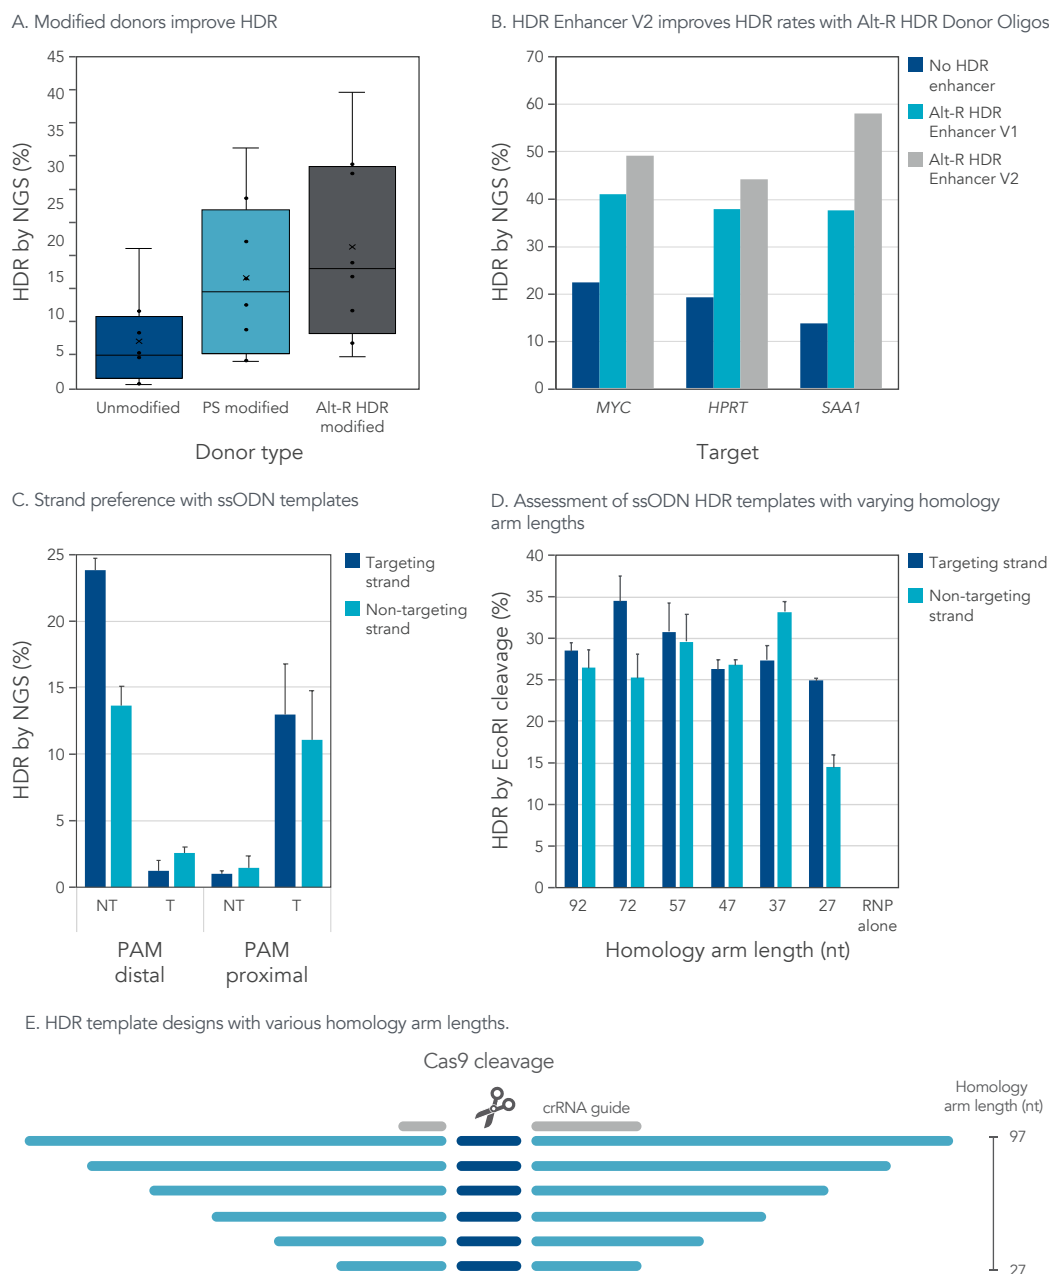 A. Modified donors improve HDR
45
40
35
30
25
20
15
10
5
0
HDR by NGS (%)
Unmodified
PS modified
Alt-R HDR
modified
Donor type
B. HDR Enhancer V2 improves HDR rates with Alt-R HDR Donor Oligos
70
60
50
40
30
20
10
0
HDR by NGS (%)
MYC
HPRT
SAA1
Target
No HDR
enhancer
Alt-R HDR
Enhancer V1
Alt-R HDR
Enhancer V2
C. Strand preference with ssODN templates
25
20
15
10
5
0
HDR by NGS (%)
NT
T
NT
T
PAM
distal
PAM
proximal
Targeting
strand
Non-targeting
strand
D. Assessment of ssODN HDR templates with varying homology
arm lengths
40
35
30
25
20
15
10
5
0
HDR by EcoRI cleavage (%)
92
72
57
47
37
27
RNP
alone
Homology arm length (nt)
Targeting strand
Non-targeting
strand
E. HDR template designs with various homology arm lengths.
Cas9 cleavage
crRNA guide
Homology
arm length (nt)
97
27